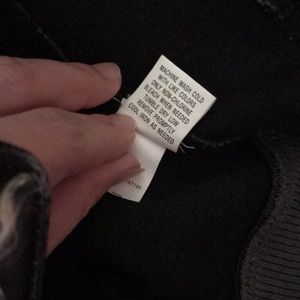 MACHINE WASH COLD
WITH LIKE COLORS
ONLY NON-CHLORINE
BLEACH WHEN NEEDED
TUMBLE DRY LOW
REMOVE PROMPTLY
COOL IRON AS NEEDED